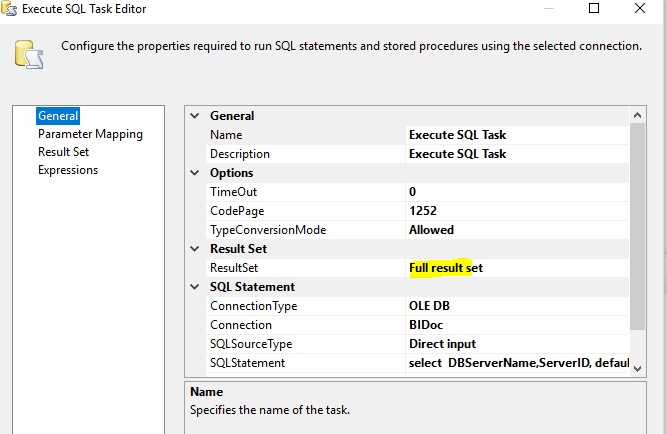 Execute SQL Task Editor
Configure the properties required to run SQL statements and stored procedures using the selected connection.
General
Parameter Mapping
Result Set
Expressions
General
Name Execute SQL Task
Description Execute SQL Task
Options
TimeOut 0
CodePage 1252
TypeConversionMode Allowed
Result Set
ResultSet Full result set
SQL Statement
ConnectionType OLE DB
Connection BIDoc
SQLSourceType Direct input
SQLStatement select DBServerName,ServerID, defaul
Name
Specifies the name of the task.